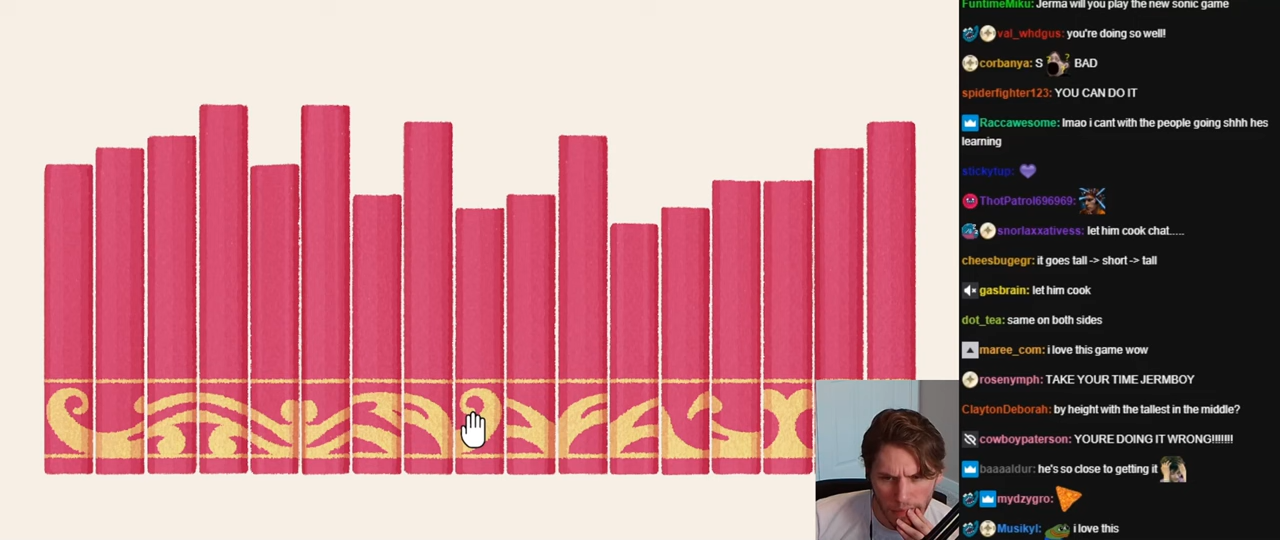 FuntimeMiku: Jerma will you play the new sonic game
val_whdgus: you're doing so well!
corbanya: S BAD
spiderfighter123: YOU CAN DO IT
Raccawesome: lmao i cant with the people going shhh hes
learning
stickytup:
ThotPatrol696969:
snorlaxxativess: let him cook chat.....
cheesbugegr: it goes tall -> short -> tall
gasbrain: let him cook
dot_tea: same on both sides
maree_com: i love this game wow
rosenymph: TAKE YOUR TIME JERMBOY
ClaytonDeborah: by height with the tallest in the middle?
cowboypaterson: YOURE DOING IT WRONG!!!!!!!
baaaaldur: he's so close to getting it
mydzygro:
Musikyl: i love this